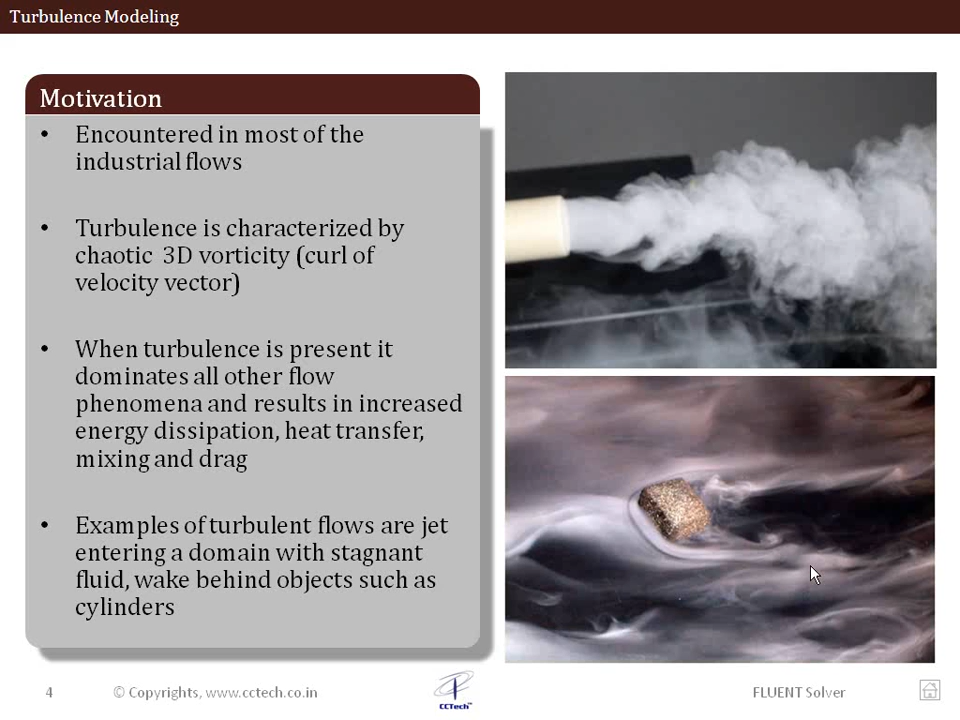 Turbulence Modeling
Motivation
• Encountered in most of the
industrial flows
• Turbulence is characterized by
chaotic 3D vorticity (curl of
velocity vector)
• When turbulence is present it
dominates all other flow
phenomena and results in increased
energy dissipation, heat transfer,
mixing and drag
• Examples of turbulent flows are jet
entering a domain with stagnant
fluid, wake behind objects such as
cylinders
4
© Copyrights, www.cctech.co.in
CCTech™
FLUENT Solver